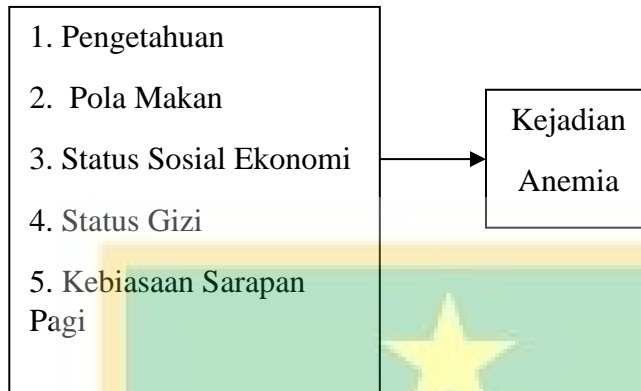 1. Pengetahuan
2. Pola Makan
3. Status Sosial Ekonomi
4. Status Gizi
5. Kebiasaan Sarapan
Pagi
Kejadian
Anemia